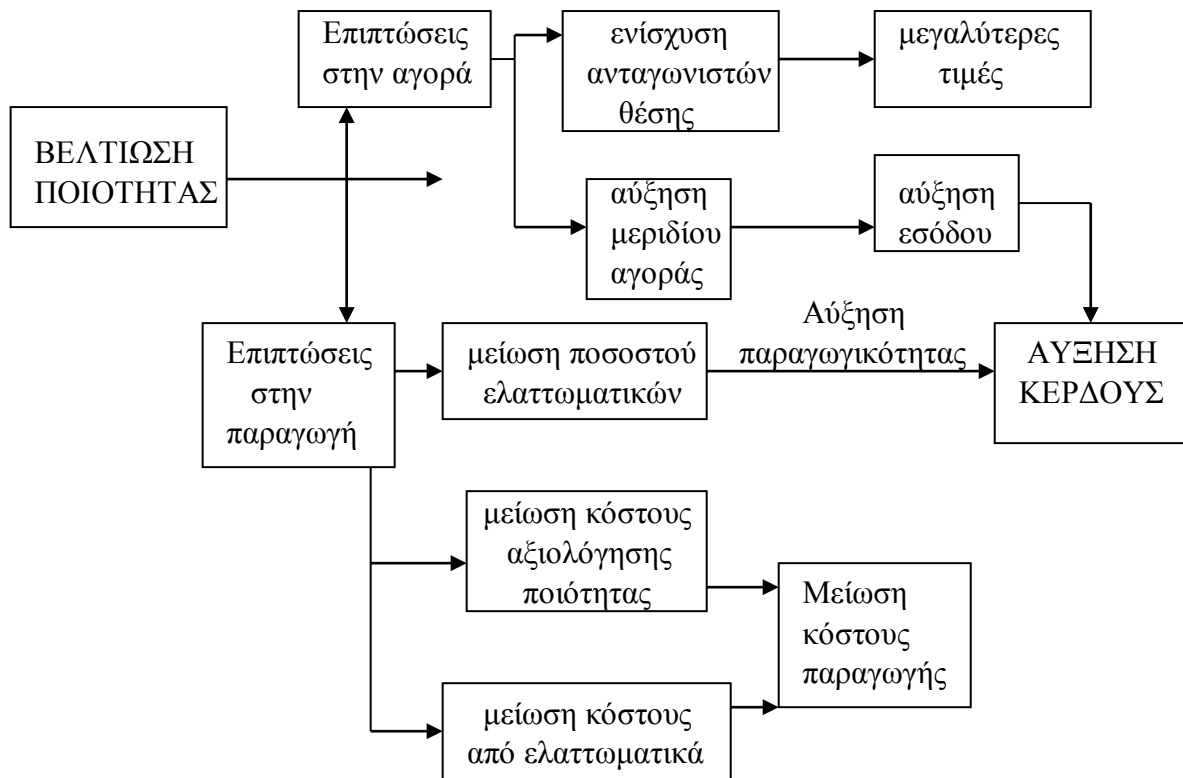 Επιπτώσεις
στην αγορά
ενίσχυση
ανταγωνιστών
θέσης
μεγαλύτερες
τιμές
ΒΕΛΤΙΩΣΗ
ΠΟΙΟΤΗΤΑΣ
αύξηση
μεριδίου
αγοράς
αύξηση
εσόδου
Επιπτώσεις
στην
παραγωγή
μείωση ποσοστού
ελαττωματικών
Αύξηση
παραγωγικότητας
ΑΥΞΗΣΗ
ΚΕΡΔΟΥΣ
μείωση κόστους
αξιολόγησης
ποιότητας
Μείωση
κόστους
παραγωγής
μείωση κόστους
από ελαττωματικά